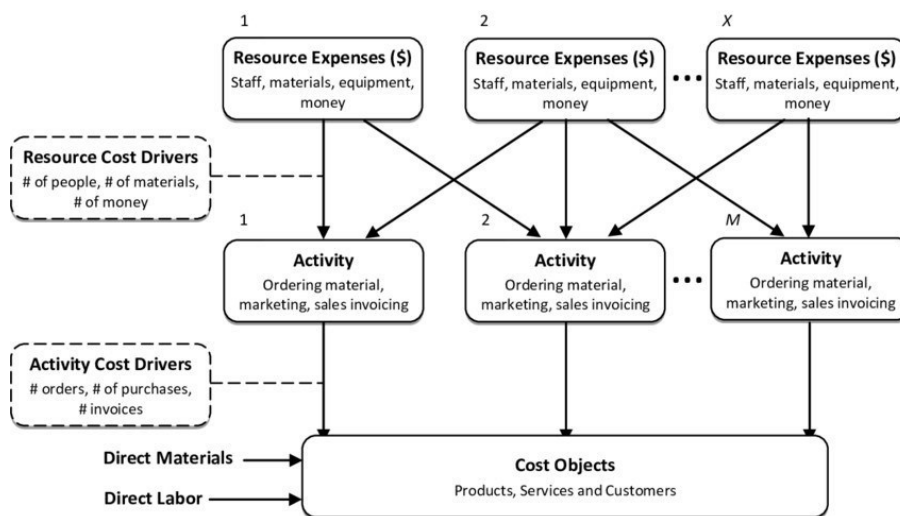 1
2
X
Resource Expenses ($)
Staff, materials, equipment,
money
Resource Expenses ($)
Staff, materials, equipment,
money
Resource Expenses ($)
Staff, materials, equipment,
money
Resource Cost Drivers
# of people, # of materials,
# of money
1
2
M
Activity
Ordering material,
marketing, sales invoicing
Activity
Ordering material,
marketing, sales invoicing
Activity
Ordering material,
marketing, sales invoicing
Activity Cost Drivers
# orders, # of purchases,
# invoices
Direct Materials
Direct Labor
Cost Objects
Products, Services and Customers